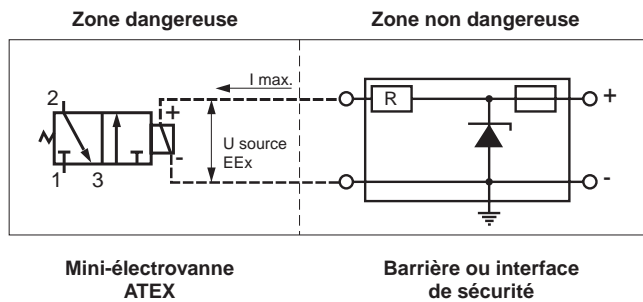 Zone dangereuse
Zone non dangereuse
I max.
2
+
R
+
U source
EEx
-
-
1
3
Mini-électrovanne
ATEX
Barrière ou interface
de sécurité